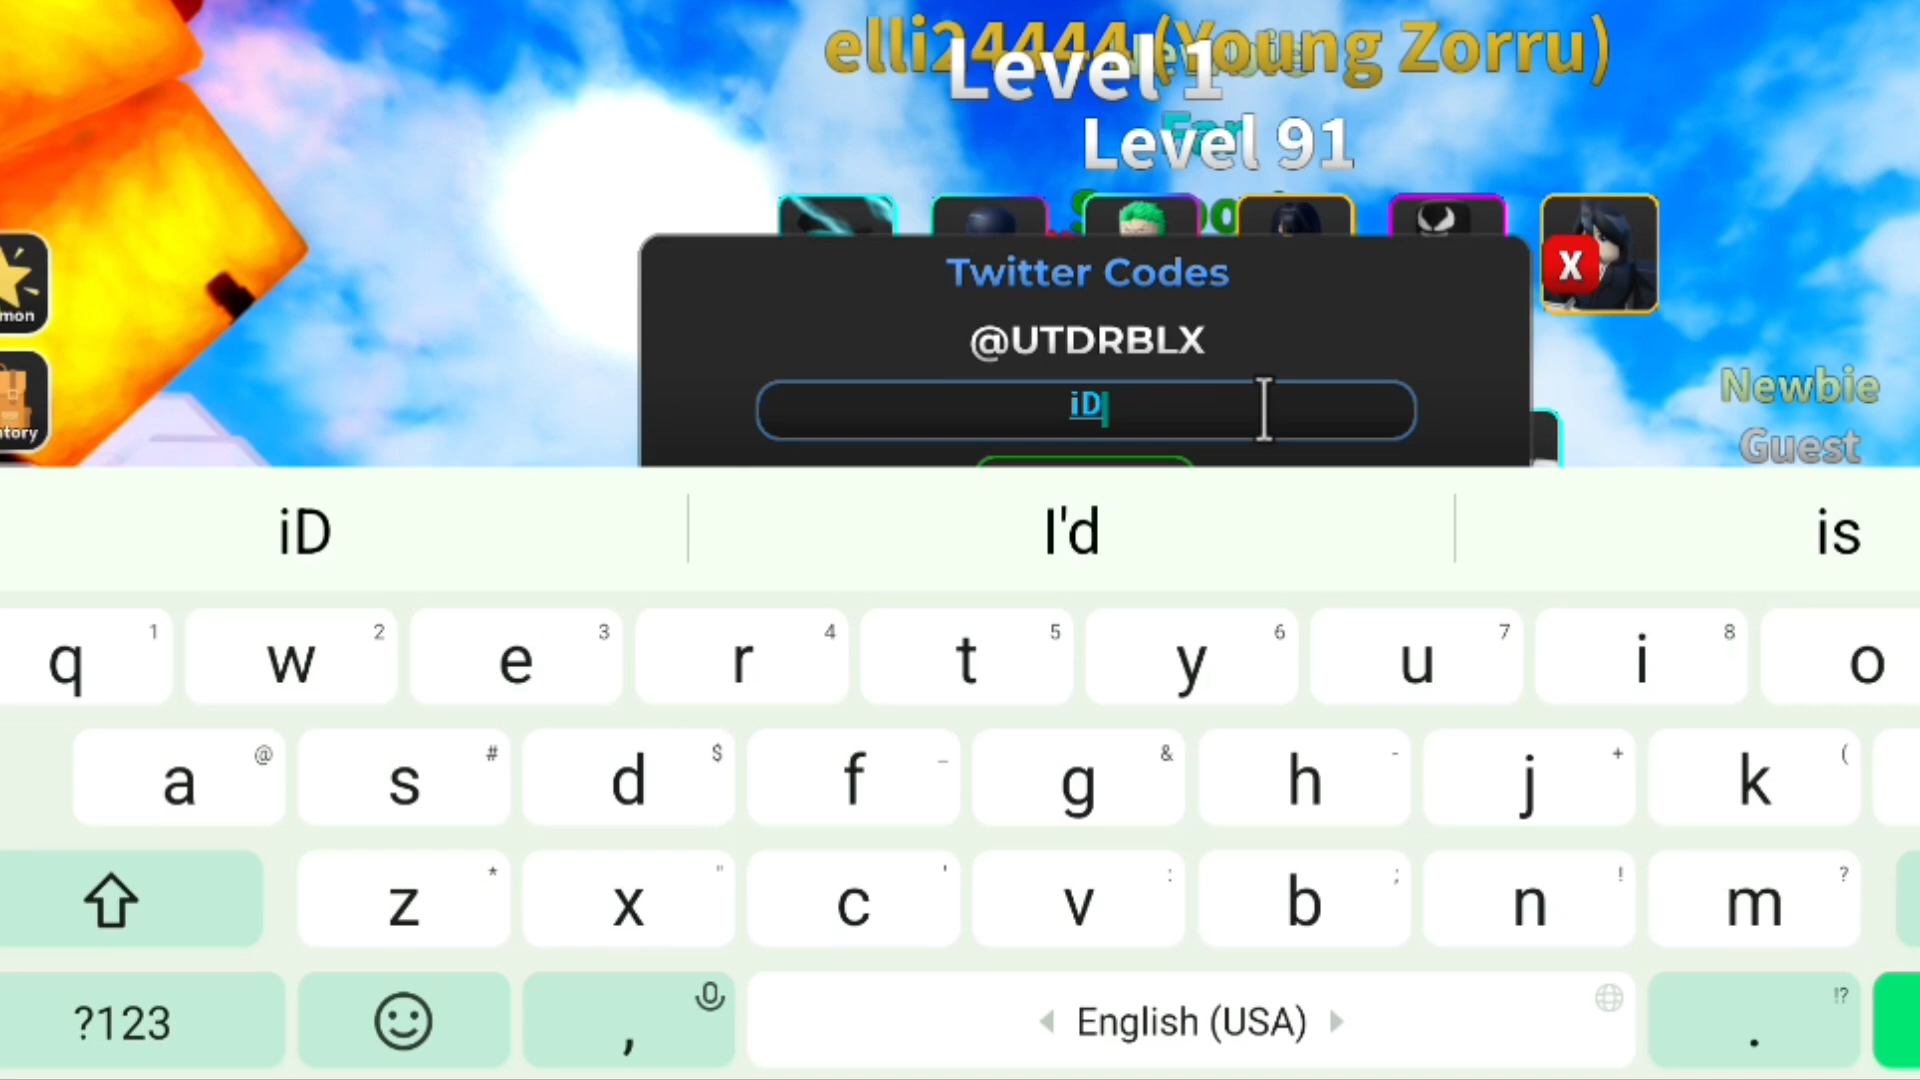 elli24444 (Young Zorru)
Level 1
Level 91
mon
Twitter Codes
X
@UTDRBLX
iD
tory
Newbie
Guest
iD I'd is
q 1 w 2 e 3 r 4 t 5 y 6 u 7 i 8 o
a @ s # d $ f _ g & h - j + k (
z * x " c ' v : b ; n ! m ?
?123 , English (USA) . !?